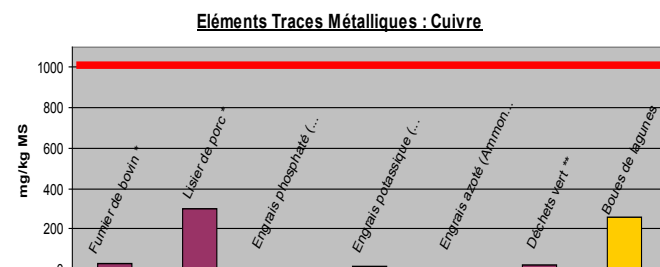 Eléments Traces Métalliques : Cuivre
mg/kg MS
1000
800
600
400
200
0
Fumier de bovin *
Lisier de porc *
Engrais phosphaté (...
Engrais potassique (...
Engrais azoté (Ammon...
Déchets vert **
Boues de lagunes